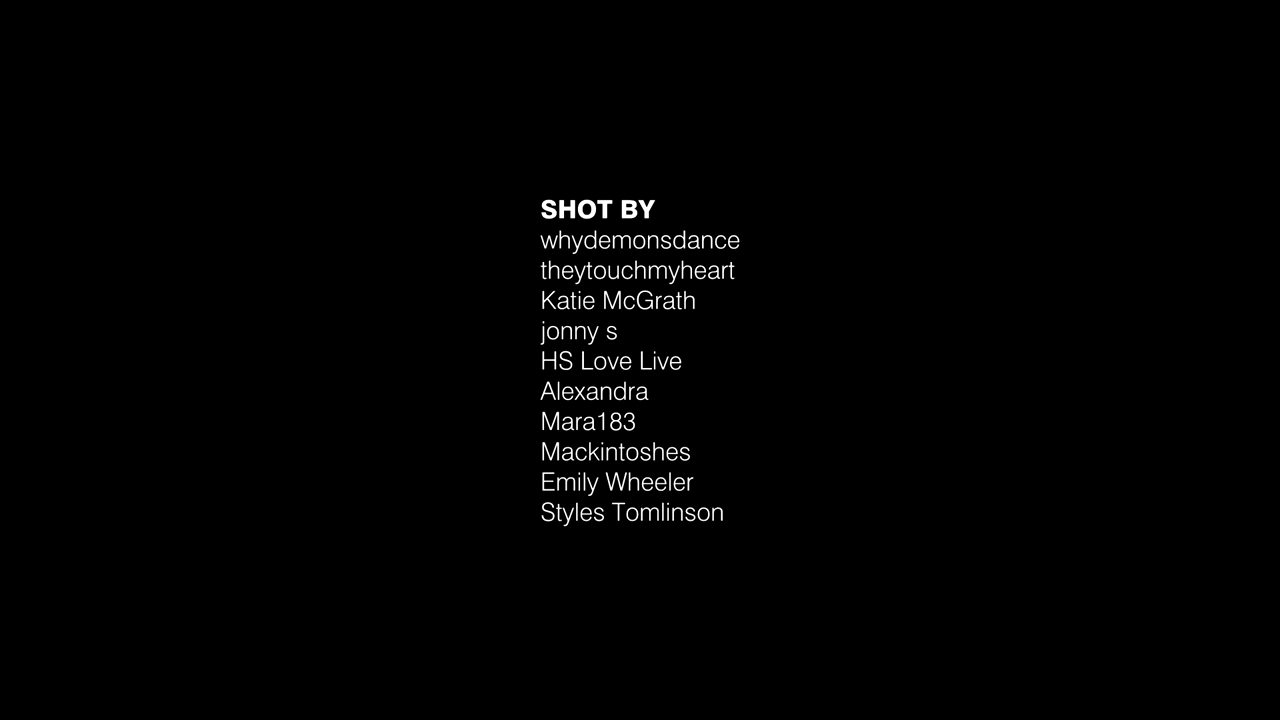 SHOT BY
whydemonsdance
theytouchmyheart
Katie McGrath
jonny s
HS Love Live
Alexandra
Mara183
Mackintoshes
Emily Wheeler
Styles Tomlinson